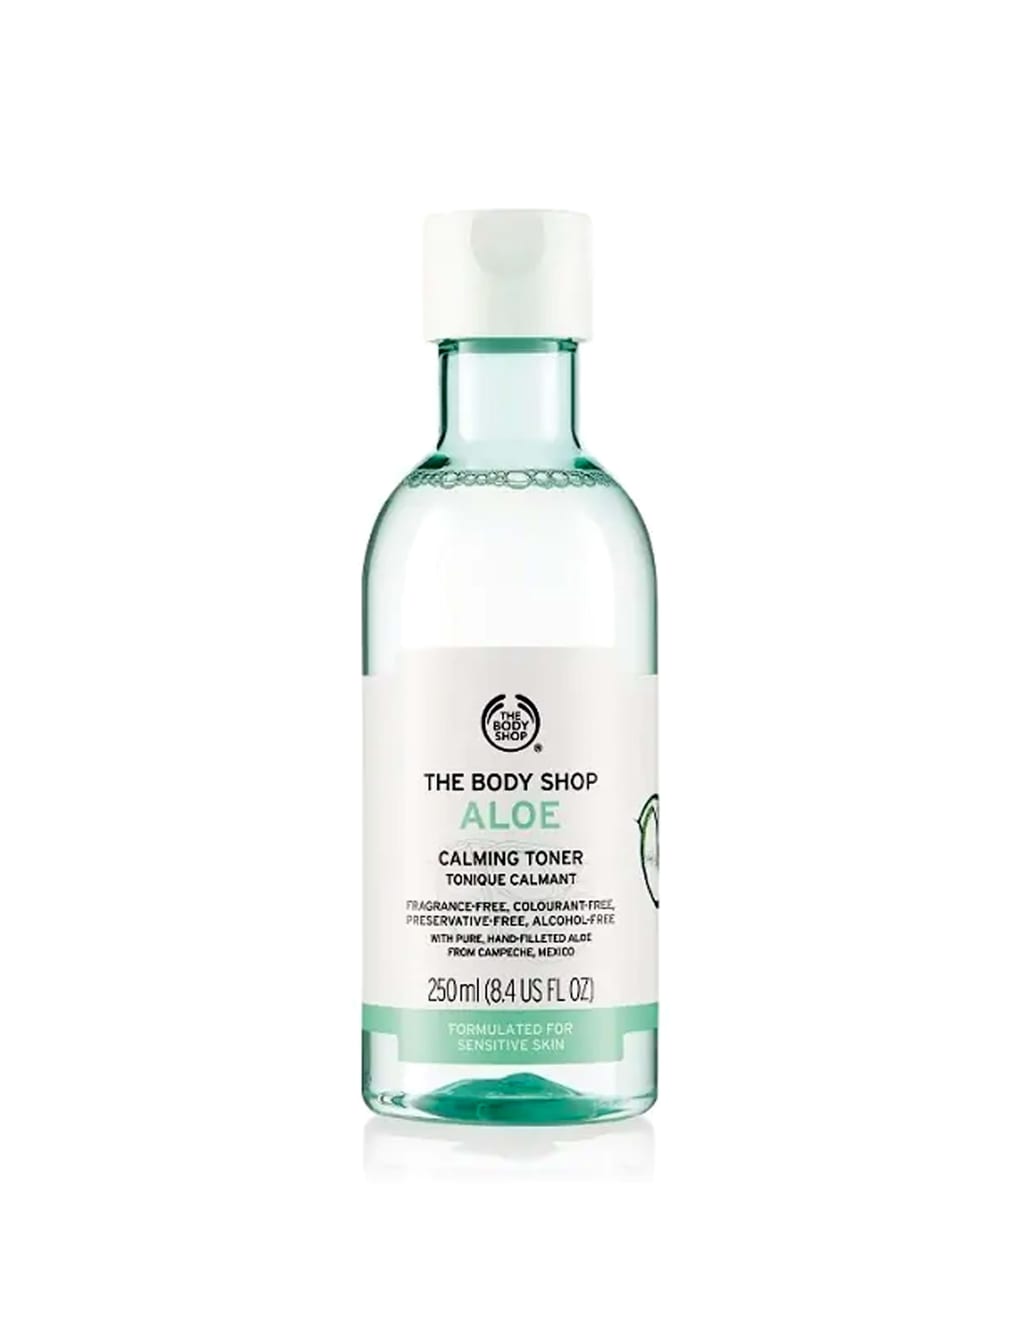 THE
BODY
SHOP
®
THE BODY SHOP
ALOE
CALMING TONER
TONIQUE CALMANT
FRAGRANCE-FREE, COLOURANT-FREE,
PRESERVATIVE-FREE, ALCOHOL-FREE
WITH PURE, HAND-FILLETED ALOE
FROM CAMPECHE, MEXICO
250 ml (8.4 US FL OZ)
FORMULATED FOR
SENSITIVE SKIN